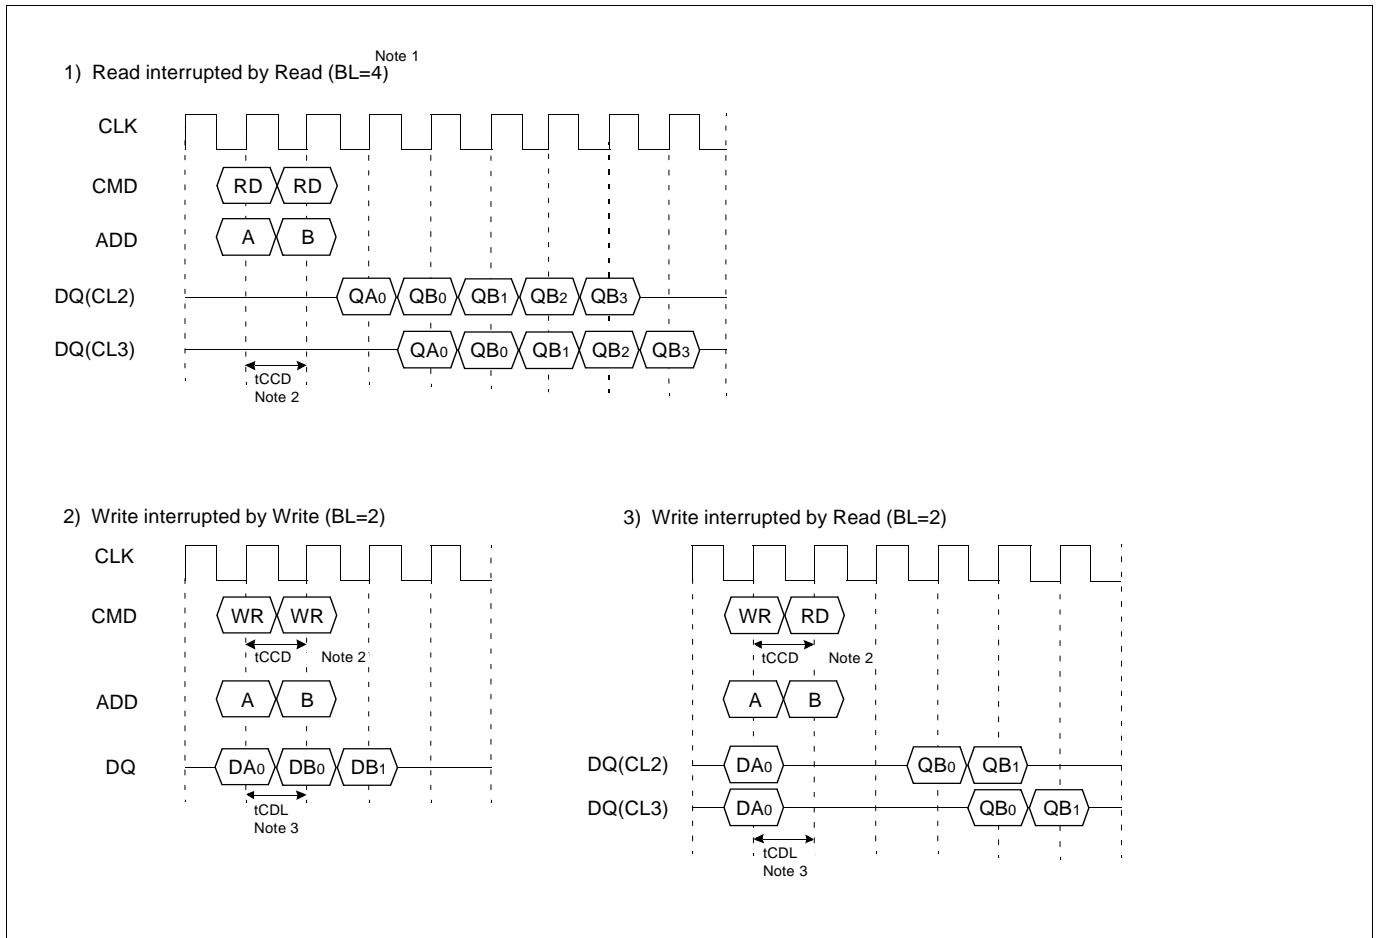 Note 1
1) Read interrupted by Read (BL=4)
CLK
CMD RD RD
ADD A B
DQ(CL2) QA0 QB0 QB1 QB2 QB3
DQ(CL3) QA0 QB0 QB1 QB2 QB3
tCCD
Note 2
2) Write interrupted by Write (BL=2)
CLK
CMD WR WR
tCCD Note 2
ADD A B
DQ DA0 DB0 DB1
tCDL
Note 3
3) Write interrupted by Read (BL=2)
WR RD
tCCD Note 2
A B
DQ(CL2) DA0 QB0 QB1
DQ(CL3) DA0 QB0 QB1
tCDL
Note 3